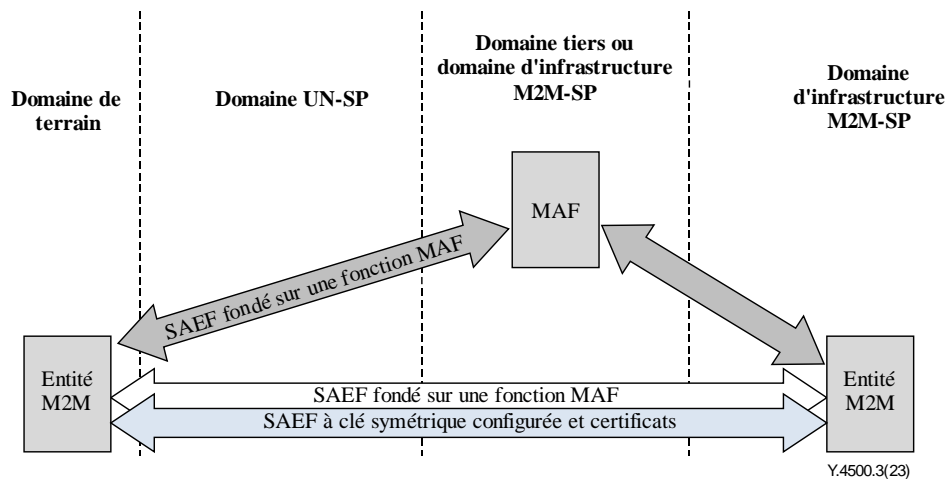 Domaine de
terrain
Domaine UN-SP
Domaine tiers ou
domaine d'infrastructure
M2M-SP
Domaine
d'infrastructure
M2M-SP
MAF
SAEF fondé sur une fonction MAF
Entité
M2M
SAEF fondé sur une fonction MAF
SAEF à clé symétrique configurée et certificats
Entité
M2M
Y.4500.3(23)